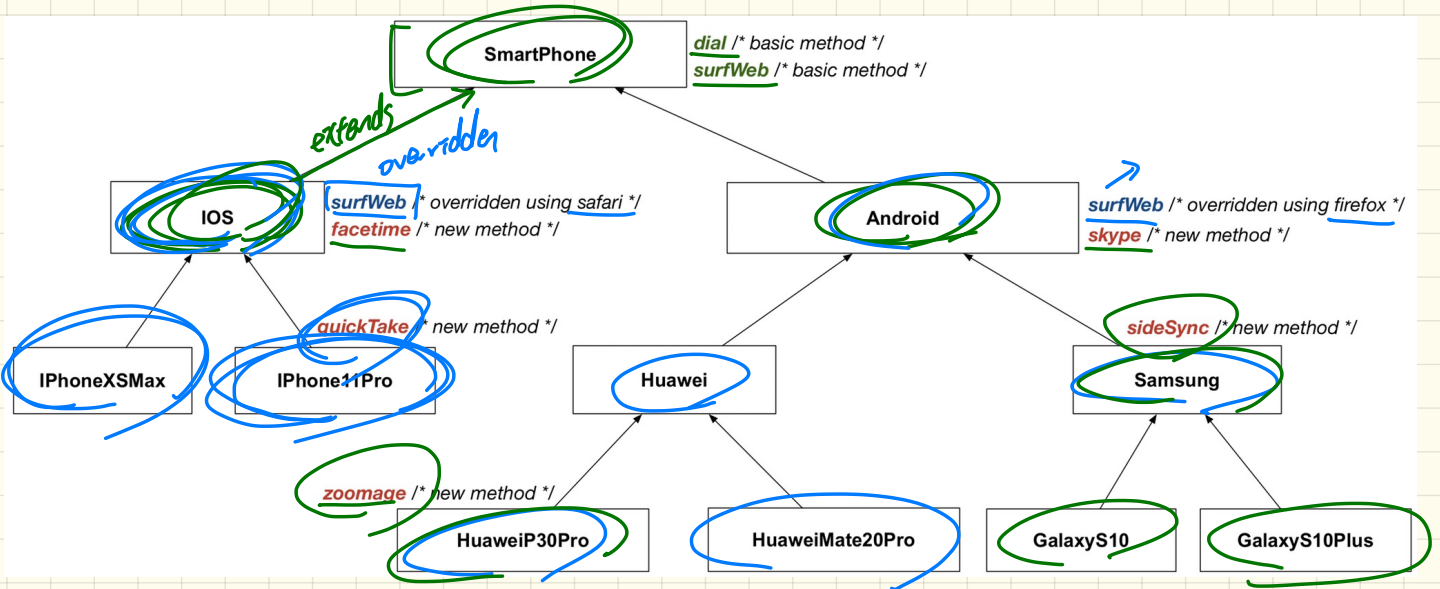 SmartPhone
dial /* basic method */
surfWeb /* basic method */
extends
overridden
IOS
surfWeb /* overridden using safari */
facetime /* new method */
Android
surfWeb /* overridden using firefox */
skype /* new method */
quickTake /* new method */
sideSync /* new method */
IPhoneXSMax
IPhone11Pro
Huawei
Samsung
zoomage /* new method */
HuaweiP30Pro
HuaweiMate20Pro
GalaxyS10
GalaxyS10Plus